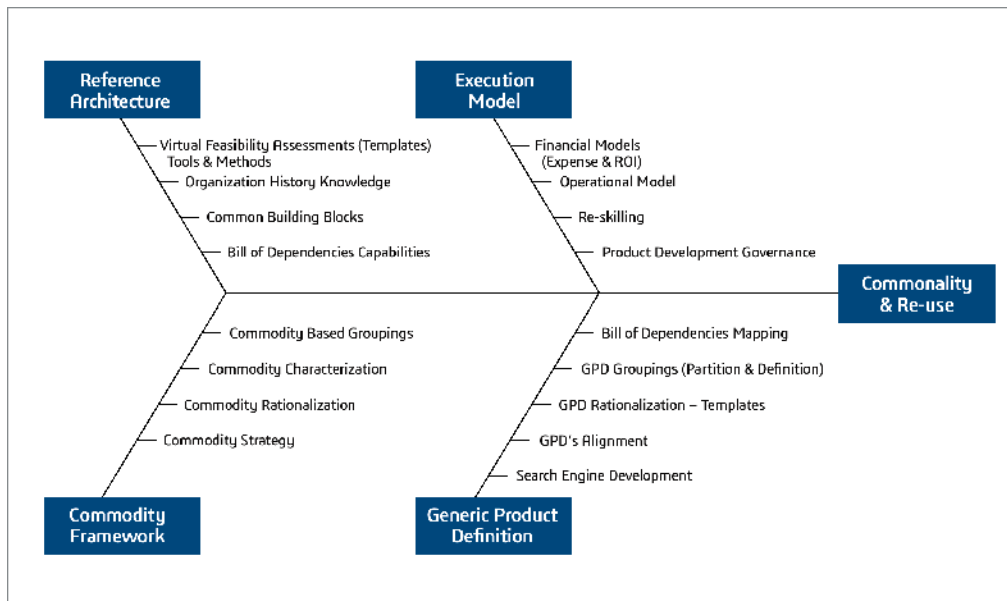 Reference
Architecture
Execution
Model
Virtual Feasibility Assessments (Templates)
Tools & Methods
Organization History Knowledge
Common Building Blocks
Bill of Dependencies Capabilities
Financial Models
(Expense & ROI)
Operational Model
Re-skilling
Product Development Governance
Commonality
& Re-use
Commodity Based Groupings
Commodity Characterization
Commodity Rationalization
Commodity Strategy
Bill of Dependencies Mapping
GPD Groupings (Partition & Definition)
GPD Rationalization – Templates
GPD's Alignment
Search Engine Development
Commodity
Framework
Generic Product
Definition